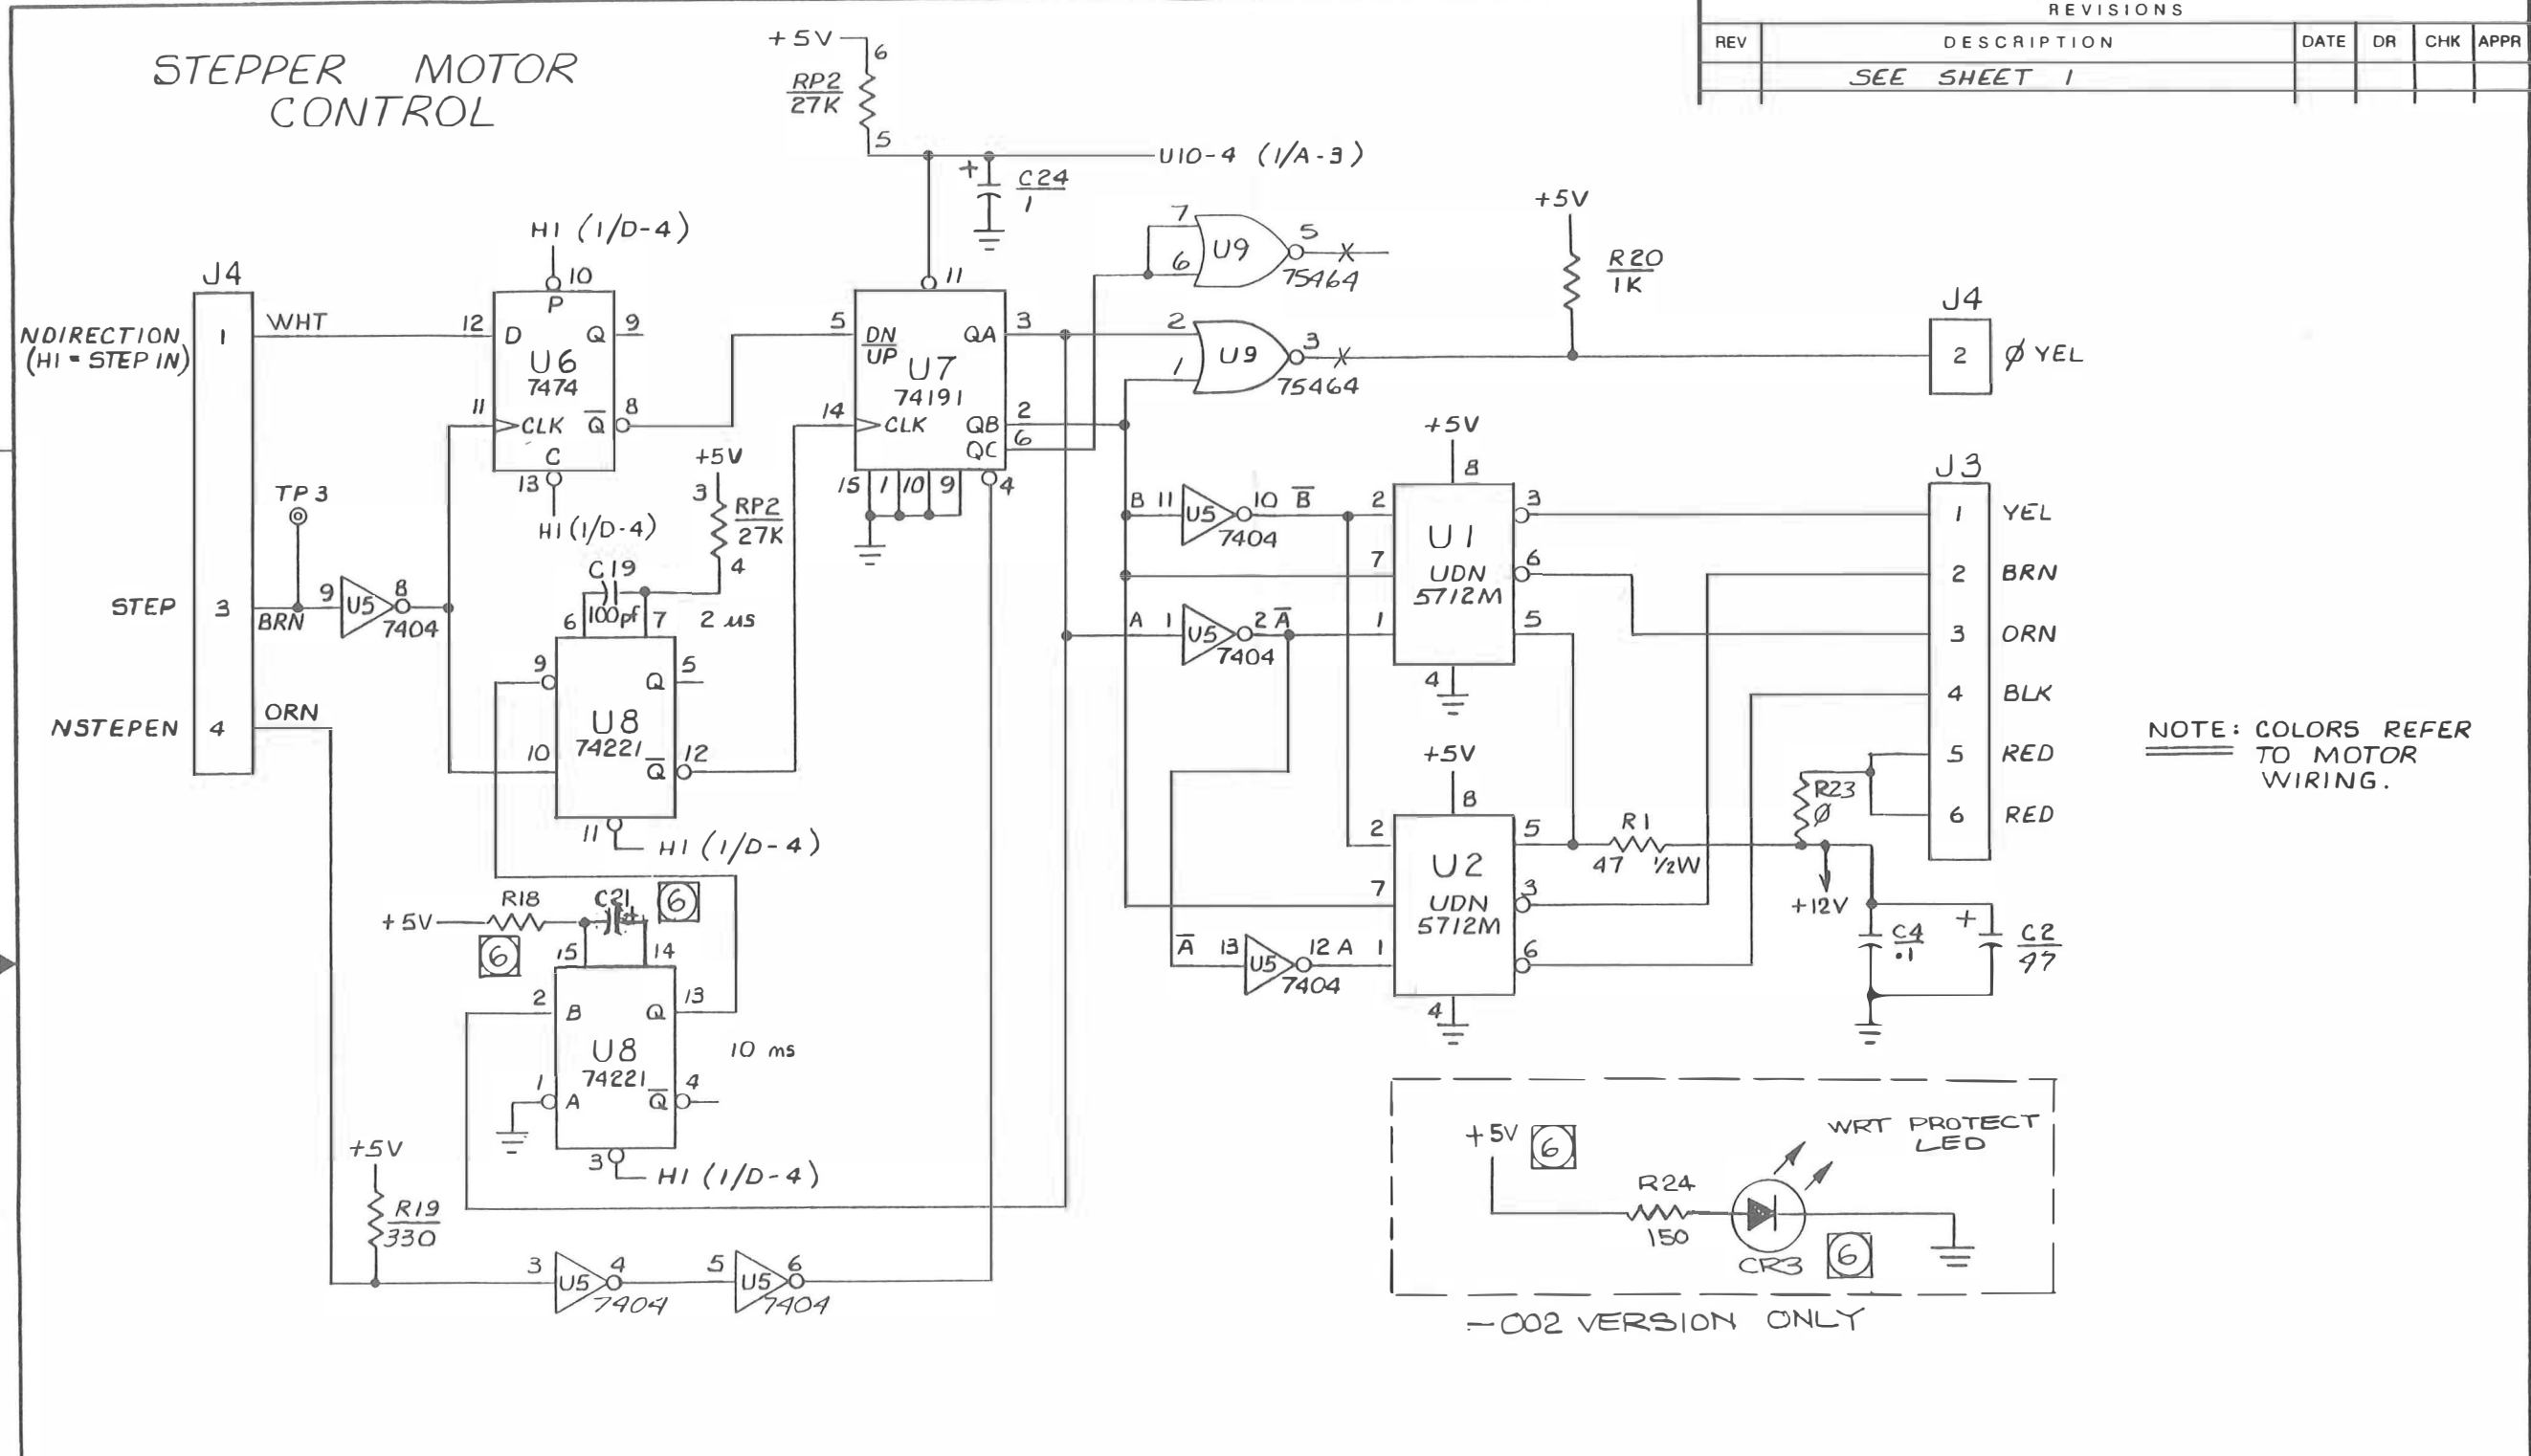 REVISIONS
REV DESCRIPTION DATE DR CHK APPR
SEE SHEET 1
STEPPER MOTOR
CONTROL
+5V
6
RP2
27K
5
U10-4 (1/A-3)
+
C24
1
HI (1/D-4)
10
P
12 D Q 9
U6
7474
11 CLK Q̅ 8
C
13
HI (1/D-4)
J4
NDIRECTION
(HI = STEP IN)
1 WHT
TP3
STEP 3 BRN
9 U5 8
7404
NSTEPEN 4 ORN
+5V
3
RP2
27K
4
C19
100pf
6 7 2 us
9 Q 5
U8
74221
10 Q̅ 12
11
HI (1/D-4)
+5V R18 C21 + 6
6
15 14
2 B Q 13
U8
74221
10 ms
1 A Q̅ 4
3
HI (1/D-4)
+5V
R19
330
3 U5 4
7404
5 U5 6
7404
11
5 DN
UP
QA 3
U7
74191
14 CLK QB 2
QC 6
15 1 10 9 4
7
6
U9
5
75464
2
1
U9
3
75464
+5V
R20
1K
J4
2 Ø YEL
B 11 U5 10 B̅
7404
A 1 U5 2 A̅
7404
A̅ 13 U5 12 A
7404
+5V
8
2
7
1
U1
UDN
5712M
3
6
5
4
+5V
8
2
7
1
U2
UDN
5712M
5
3
6
4
R1
47 1/2W
R23
Ø
+12V
C4
.1
+
C2
47
J3
1 YEL
2 BRN
3 ORN
4 BLK
5 RED
6 RED
NOTE: COLORS REFER
TO MOTOR
WIRING.
+5V 6
R24
150
CR3 6
WRT PROTECT
LED
-002 VERSION ONLY